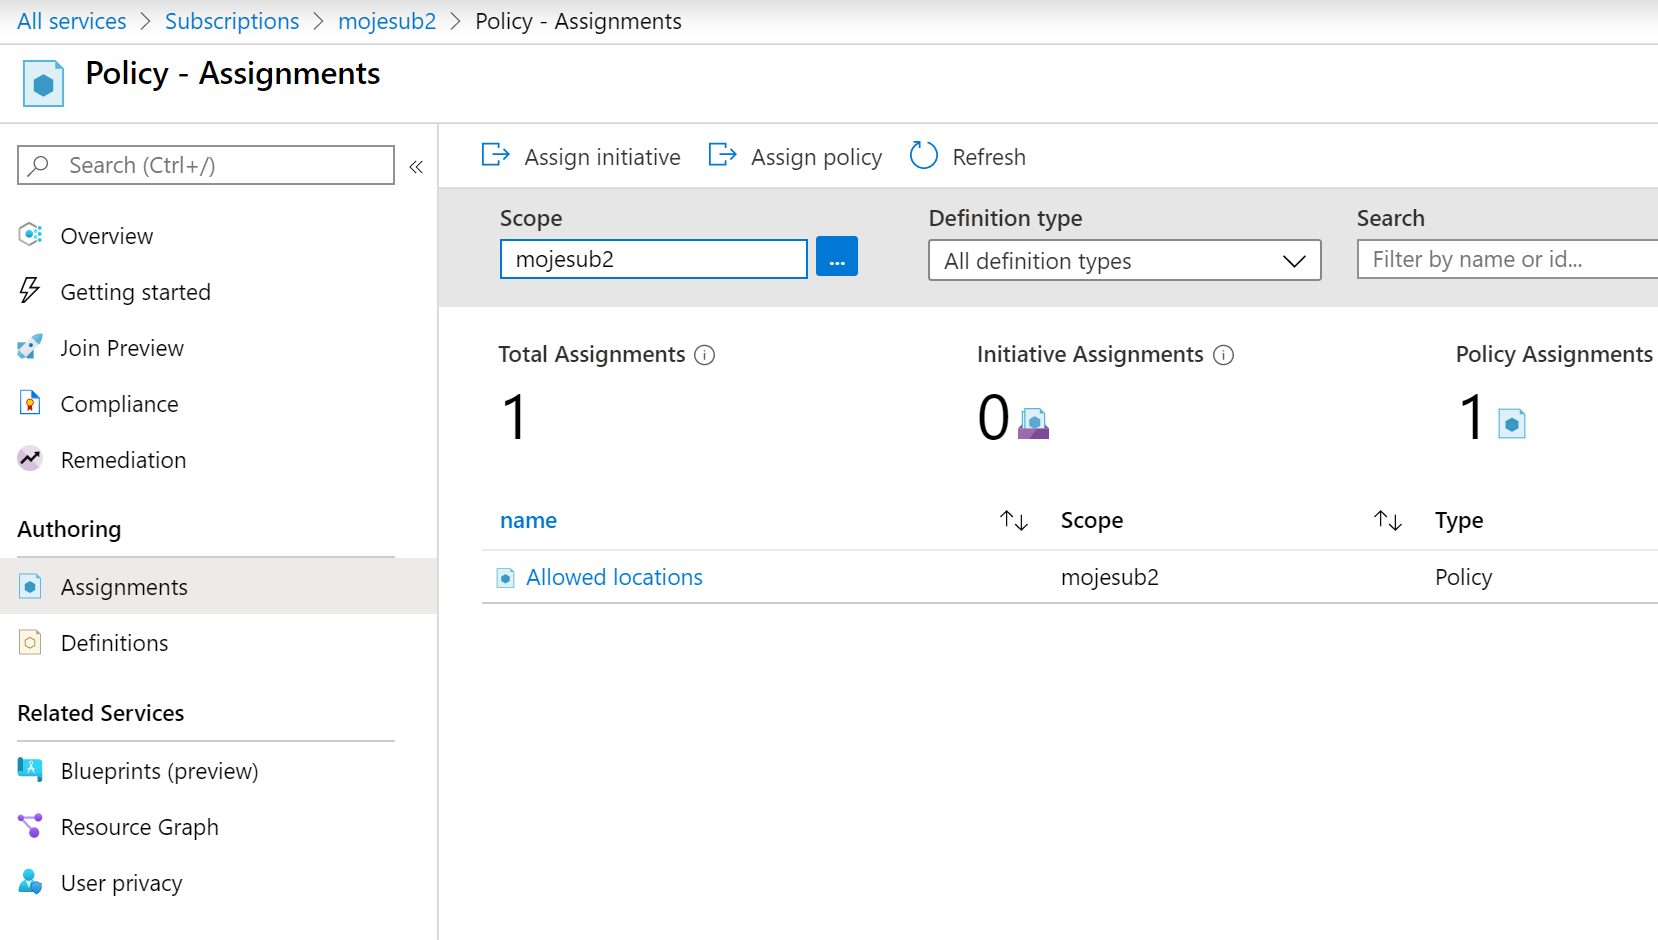 All services > Subscriptions > mojesub2 > Policy - Assignments
Policy - Assignments
Search (Ctrl+/)
«
Overview
Getting started
Join Preview
Compliance
Remediation
Authoring
Assignments
Definitions
Related Services
Blueprints (preview)
Resource Graph
User privacy
Assign initiative Assign policy Refresh
Scope Definition type Search
mojesub2 ... All definition types Filter by name or id...
Total Assignments Initiative Assignments Policy Assignments
1 0 1
name Scope Type
Allowed locations mojesub2 Policy